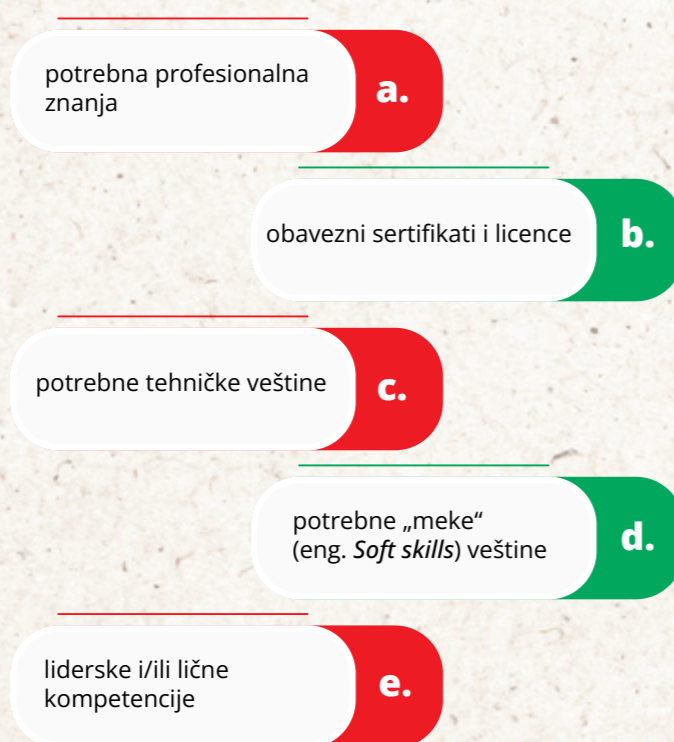 potrebna profesionalna
znanja
a.
obavezni sertifikati i licence
b.
potrebne tehničke veštine
c.
potrebne „meke“
(eng. Soft skills) veštine
d.
liderske i/ili lične
kompetencije
e.